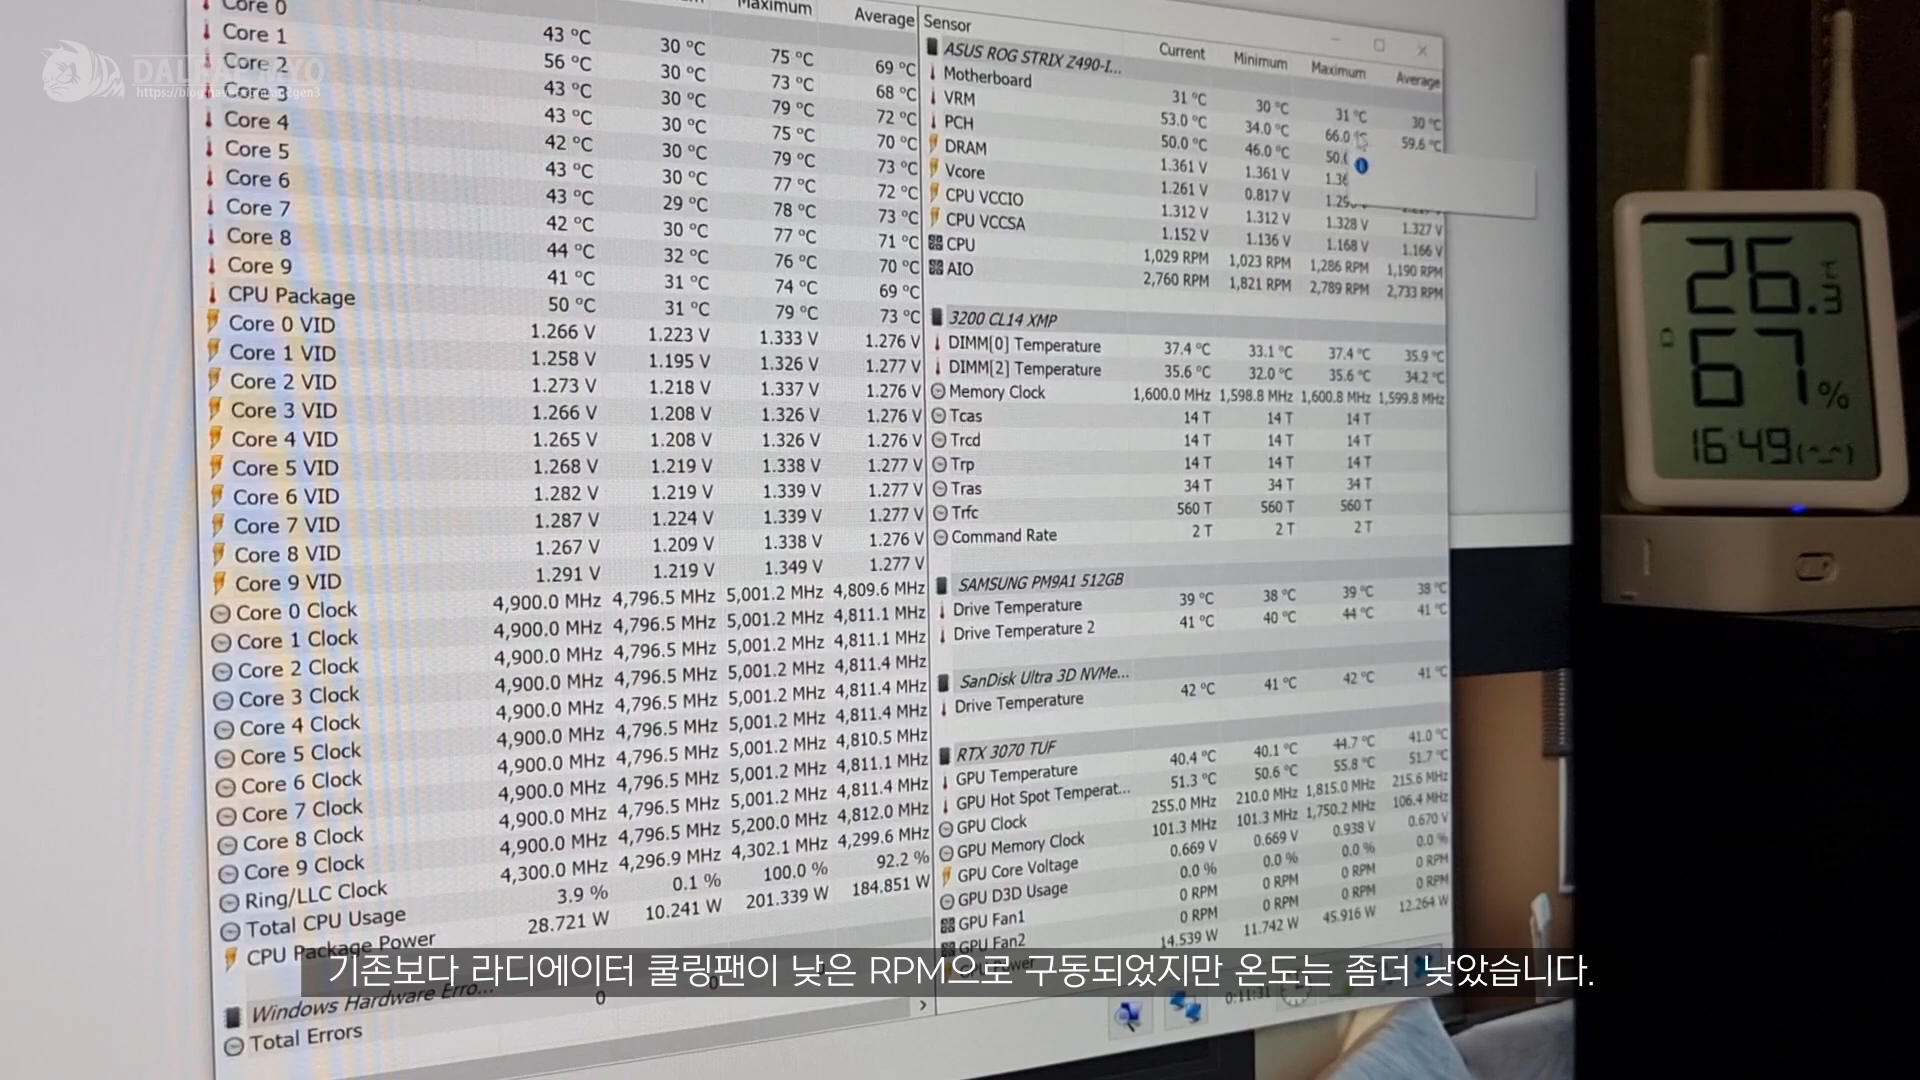 DALRAE MYO
Maximum Average
Core 0 43 °C 30 °C 75 °C 69 °C
Core 1 56 °C 30 °C 73 °C 68 °C
Core 2 43 °C 30 °C 79 °C 72 °C
Core 3 43 °C 30 °C 75 °C 70 °C
Core 4 42 °C 30 °C 79 °C 73 °C
Core 5 43 °C 30 °C 77 °C 72 °C
Core 6 43 °C 29 °C 78 °C 73 °C
Core 7 42 °C 30 °C 77 °C 71 °C
Core 8 44 °C 32 °C 76 °C 70 °C
Core 9 41 °C 31 °C 74 °C 69 °C
CPU Package 50 °C 31 °C 79 °C 73 °C
Core 0 VID 1.266 V 1.223 V 1.333 V 1.276 V
Core 1 VID 1.258 V 1.195 V 1.326 V 1.277 V
Core 2 VID 1.273 V 1.218 V 1.337 V 1.276 V
Core 3 VID 1.266 V 1.208 V 1.326 V 1.276 V
Core 4 VID 1.265 V 1.208 V 1.326 V 1.276 V
Core 5 VID 1.268 V 1.219 V 1.338 V 1.277 V
Core 6 VID 1.282 V 1.219 V 1.339 V 1.277 V
Core 7 VID 1.287 V 1.224 V 1.339 V 1.277 V
Core 8 VID 1.267 V 1.209 V 1.338 V 1.276 V
Core 9 VID 1.291 V 1.219 V 1.349 V 1.277 V
Core 0 Clock 4,900.0 MHz 4,796.5 MHz 5,001.2 MHz 4,809.6 MHz
Core 1 Clock 4,900.0 MHz 4,796.5 MHz 5,001.2 MHz 4,811.1 MHz
Core 2 Clock 4,900.0 MHz 4,796.5 MHz 5,001.2 MHz 4,811.1 MHz
Core 3 Clock 4,900.0 MHz 4,796.5 MHz 5,001.2 MHz 4,811.4 MHz
Core 4 Clock 4,900.0 MHz 4,796.5 MHz 5,001.2 MHz 4,811.4 MHz
Core 5 Clock 4,900.0 MHz 4,796.5 MHz 5,001.2 MHz 4,811.4 MHz
Core 6 Clock 4,900.0 MHz 4,796.5 MHz 5,001.2 MHz 4,810.5 MHz
Core 7 Clock 4,900.0 MHz 4,796.5 MHz 5,001.2 MHz 4,811.1 MHz
Core 8 Clock 4,900.0 MHz 4,796.5 MHz 5,001.2 MHz 4,811.4 MHz
Core 9 Clock 4,900.0 MHz 4,796.5 MHz 5,200.0 MHz 4,812.0 MHz
Ring/LLC Clock 4,300.0 MHz 4,296.9 MHz 4,302.1 MHz 4,299.6 MHz
Total CPU Usage 3.9 % 0.1 % 100.0 % 92.2 %
CPU Package Power 28.721 W 10.241 W 201.339 W 184.851 W
Windows Hardware Erro...
Total Errors 0 0
Sensor Current Minimum Maximum Average
ASUS ROG STRIX Z490-I...
Motherboard 31 °C 30 °C 31 °C 30 °C
VRM 53.0 °C 34.0 °C 66.0 59.6 °C
PCH 50.0 °C 46.0 °C
DRAM 1.361 V 1.361 V
Vcore 1.261 V 0.817 V
CPU VCCIO 1.312 V 1.312 V 1.328 V 1.327 V
CPU VCCSA 1.152 V 1.136 V 1.168 V 1.166 V
CPU 1,029 RPM 1,023 RPM 1,286 RPM 1,190 RPM
AIO 2,760 RPM 1,821 RPM 2,789 RPM 2,733 RPM
3200 CL14 XMP
DIMM[0] Temperature 37.4 °C 33.1 °C 37.4 °C 35.9 °C
DIMM[2] Temperature 35.6 °C 32.0 °C 35.6 °C 34.2 °C
Memory Clock 1,600.0 MHz 1,598.8 MHz 1,600.8 MHz 1,599.8 MHz
Tcas 14 T 14 T 14 T
Trcd 14 T 14 T 14 T
Trp 14 T 14 T 14 T
Tras 34 T 34 T 34 T
Trfc 560 T 560 T 560 T
Command Rate 2 T 2 T 2 T
SAMSUNG PM9A1 512GB
Drive Temperature 39 °C 38 °C 39 °C 38 °C
Drive Temperature 2 41 °C 40 °C 44 °C 41 °C
SanDisk Ultra 3D NVMe...
Drive Temperature 42 °C 41 °C 42 °C 41 °C
RTX 3070 TUF
GPU Temperature 40.4 °C 40.1 °C 44.7 °C 41.0 °C
GPU Hot Spot Temperat... 51.3 °C 50.6 °C 55.8 °C 51.7 °C
GPU Clock 255.0 MHz 210.0 MHz 1,815.0 MHz 215.6 MHz
GPU Memory Clock 101.3 MHz 101.3 MHz 1,750.2 MHz 106.4 MHz
GPU Core Voltage 0.669 V 0.669 V 0.938 V 0.670 V
GPU D3D Usage 0.0 % 0.0 % 0.0 % 0.0 %
GPU Fan1 0 RPM 0 RPM 0 RPM 0 RPM
GPU Fan2 0 RPM 0 RPM 0 RPM 0 RPM
GPU Power 14.539 W 11.742 W 45.916 W 12.264 W
0:11:31
26.3 ℃
67 %
16:49 (^_^)
기존보다 라디에이터 쿨링팬이 낮은 RPM으로 구동되었지만 온도는 좀더 낮았습니다.